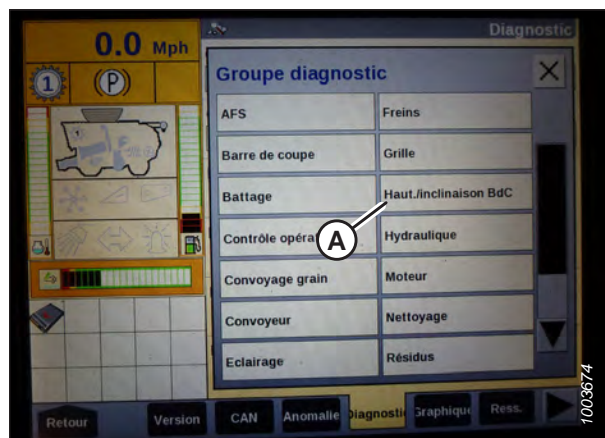 0.0 Mph
Diagnostic
1
(P)
Groupe diagnostic
AFS
Freins
Barre de coupe
Grille
Battage
Haut./inclinaison BdC
Contrôle opéra
A
Hydraulique
Convoyage grain
Moteur
Convoyeur
Nettoyage
Eclairage
Résidus
Retour
Version
CAN
Anomalie
Diagnostic
Graphique
Ress.
1003674